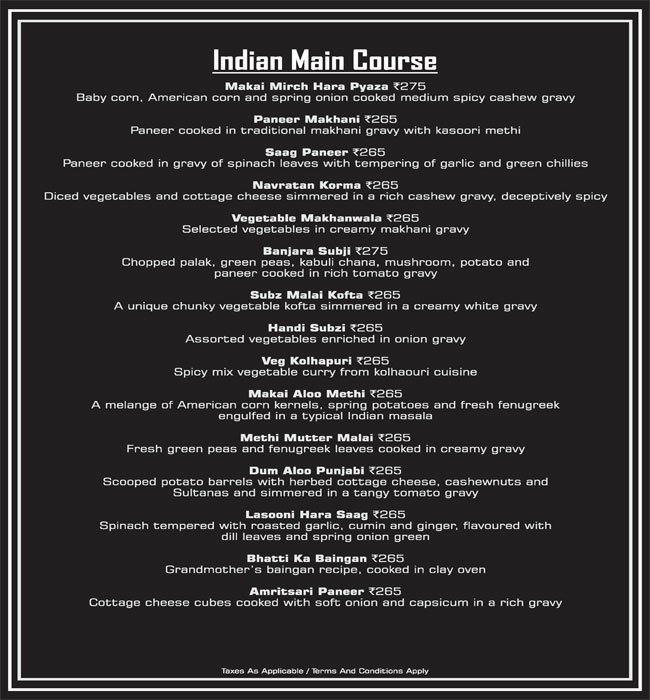 Indian Main Course
Makai Mirch Hara Pyaza ₹275
Baby corn, American corn and spring onion cooked medium spicy cashew gravy
Paneer Makhani ₹265
Paneer cooked in traditional makhani gravy with kasoori methi
Saag Paneer ₹265
Paneer cooked in gravy of spinach leaves with tempering of garlic and green chillies
Navratan Korma ₹265
Diced vegetables and cottage cheese simmered in a rich cashew gravy, deceptively spicy
Vegetable Makhanwala ₹265
Selected vegetables in creamy makhani gravy
Banjara Subji ₹275
Chopped palak, green peas, kabuli chana, mushroom, potato and
paneer cooked in rich tomato gravy
Subz Malai Kofta ₹265
A unique chunky vegetable kofta simmered in a creamy white gravy
Handi Subzi ₹265
Assorted vegetables enriched in onion gravy
Veg Kolhapuri ₹265
Spicy mix vegetable curry from kolhaouri cuisine
Makai Aloo Methi ₹265
A melange of American corn kernels, spring potatoes and fresh fenugreek
engulfed in a typical Indian masala
Methi Mutter Malai ₹265
Fresh green peas and fenugreek leaves cooked in creamy gravy
Dum Aloo Punjabi ₹265
Scooped potato barrels with herbed cottage cheese, cashewnuts and
Sultanas and simmered in a tangy tomato gravy
Lasooni Hara Saag ₹265
Spinach tempered with roasted garlic, cumin and ginger, flavoured with
dill leaves and spring onion green
Bhatti Ka Baingan ₹265
Grandmother's baingan recipe, cooked in clay oven
Amritsari Paneer ₹265
Cottage cheese cubes cooked with soft onion and capsicum in a rich gravy
Taxes As Applicable / Terms And Conditions Apply